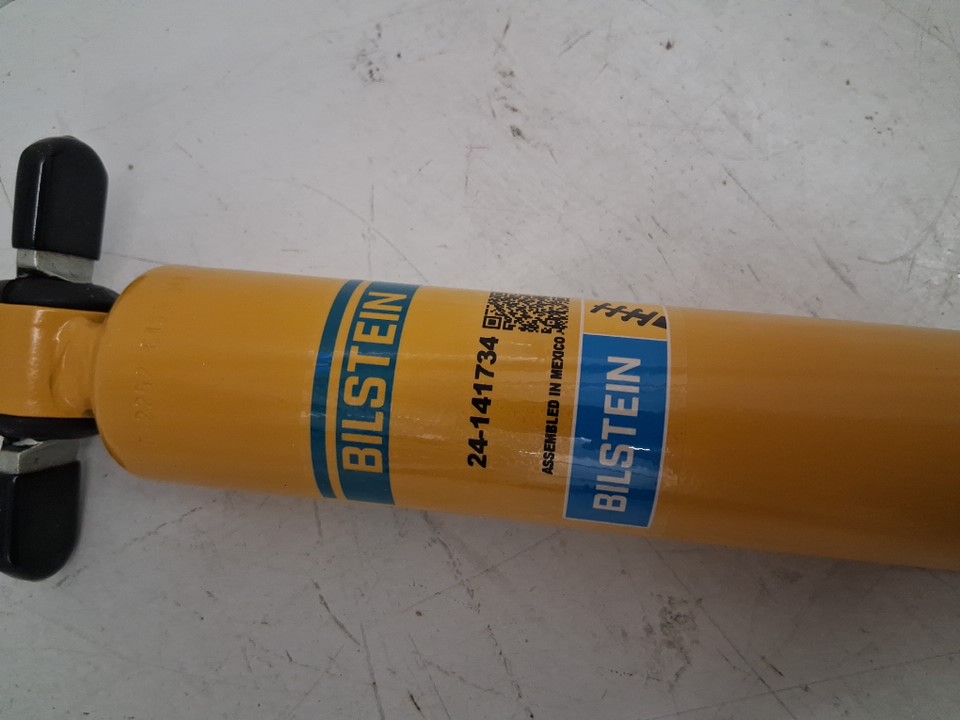 BILSTEIN
24-141734
ASSEMBLED IN MEXICO
BILSTEIN